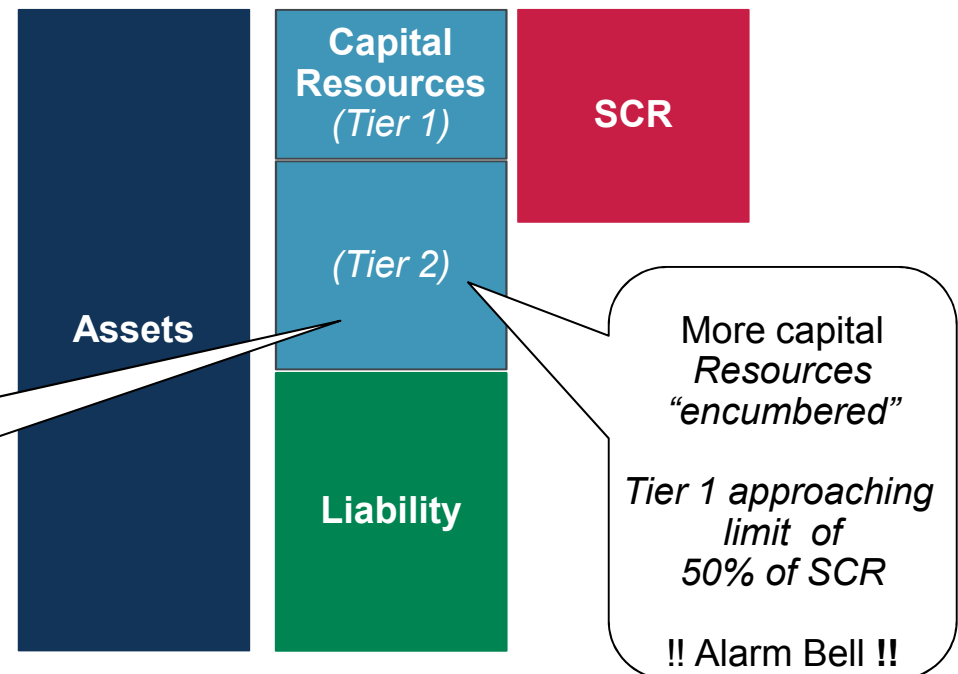 Capital
Resources
(Tier 1)
SCR
(Tier 2)
Assets
Liability
More capital
Resources
“encumbered”
Tier 1 approaching
limit of
50% of SCR
!! Alarm Bell !!